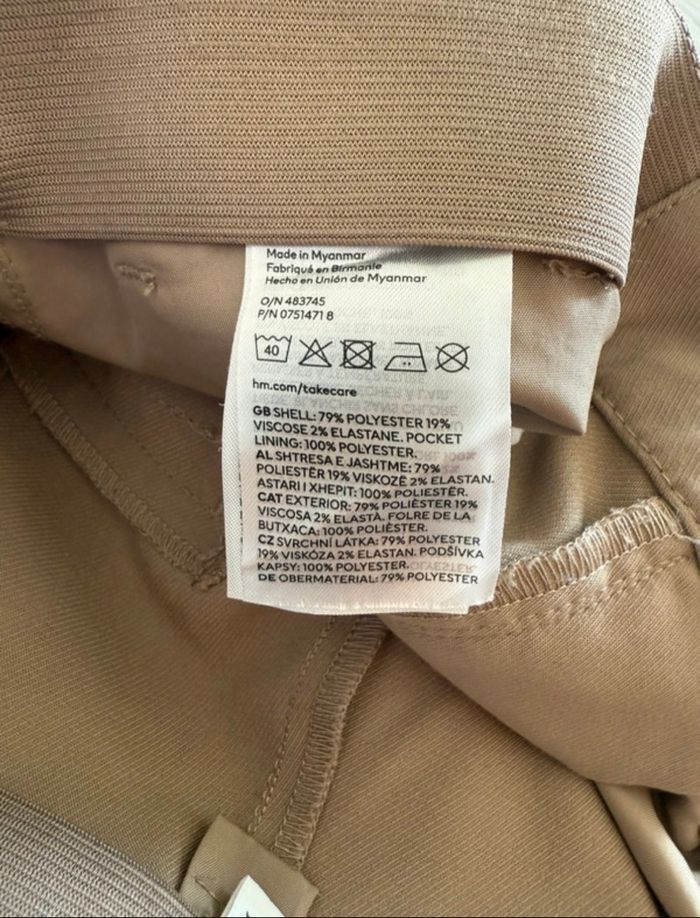 Made in Myanmar
Fabriqué en Birmanie
Hecho en Unión de Myanmar
O/N 483745
P/N 0751471 8
40
hm.com/takecare
GB SHELL: 79% POLYESTER 19%
VISCOSE 2% ELASTANE. POCKET
LINING: 100% POLYESTER.
AL SHTRESA E JASHTME: 79%
POLIESTËR 19% VISKOZË 2% ELASTAN.
ASTARI I XHEPIT: 100% POLIESTËR.
CAT EXTERIOR: 79% POLIÈSTER 19%
VISCOSA 2% ELASTÀ. FOLRE DE LA
BUTXACA: 100% POLIÈSTER.
CZ SVRCHNÍ LÁTKA: 79% POLYESTER
19% VISKÓZA 2% ELASTAN. PODŠÍVKA
KAPSY: 100% POLYESTER.
DE OBERMATERIAL: 79% POLYESTER